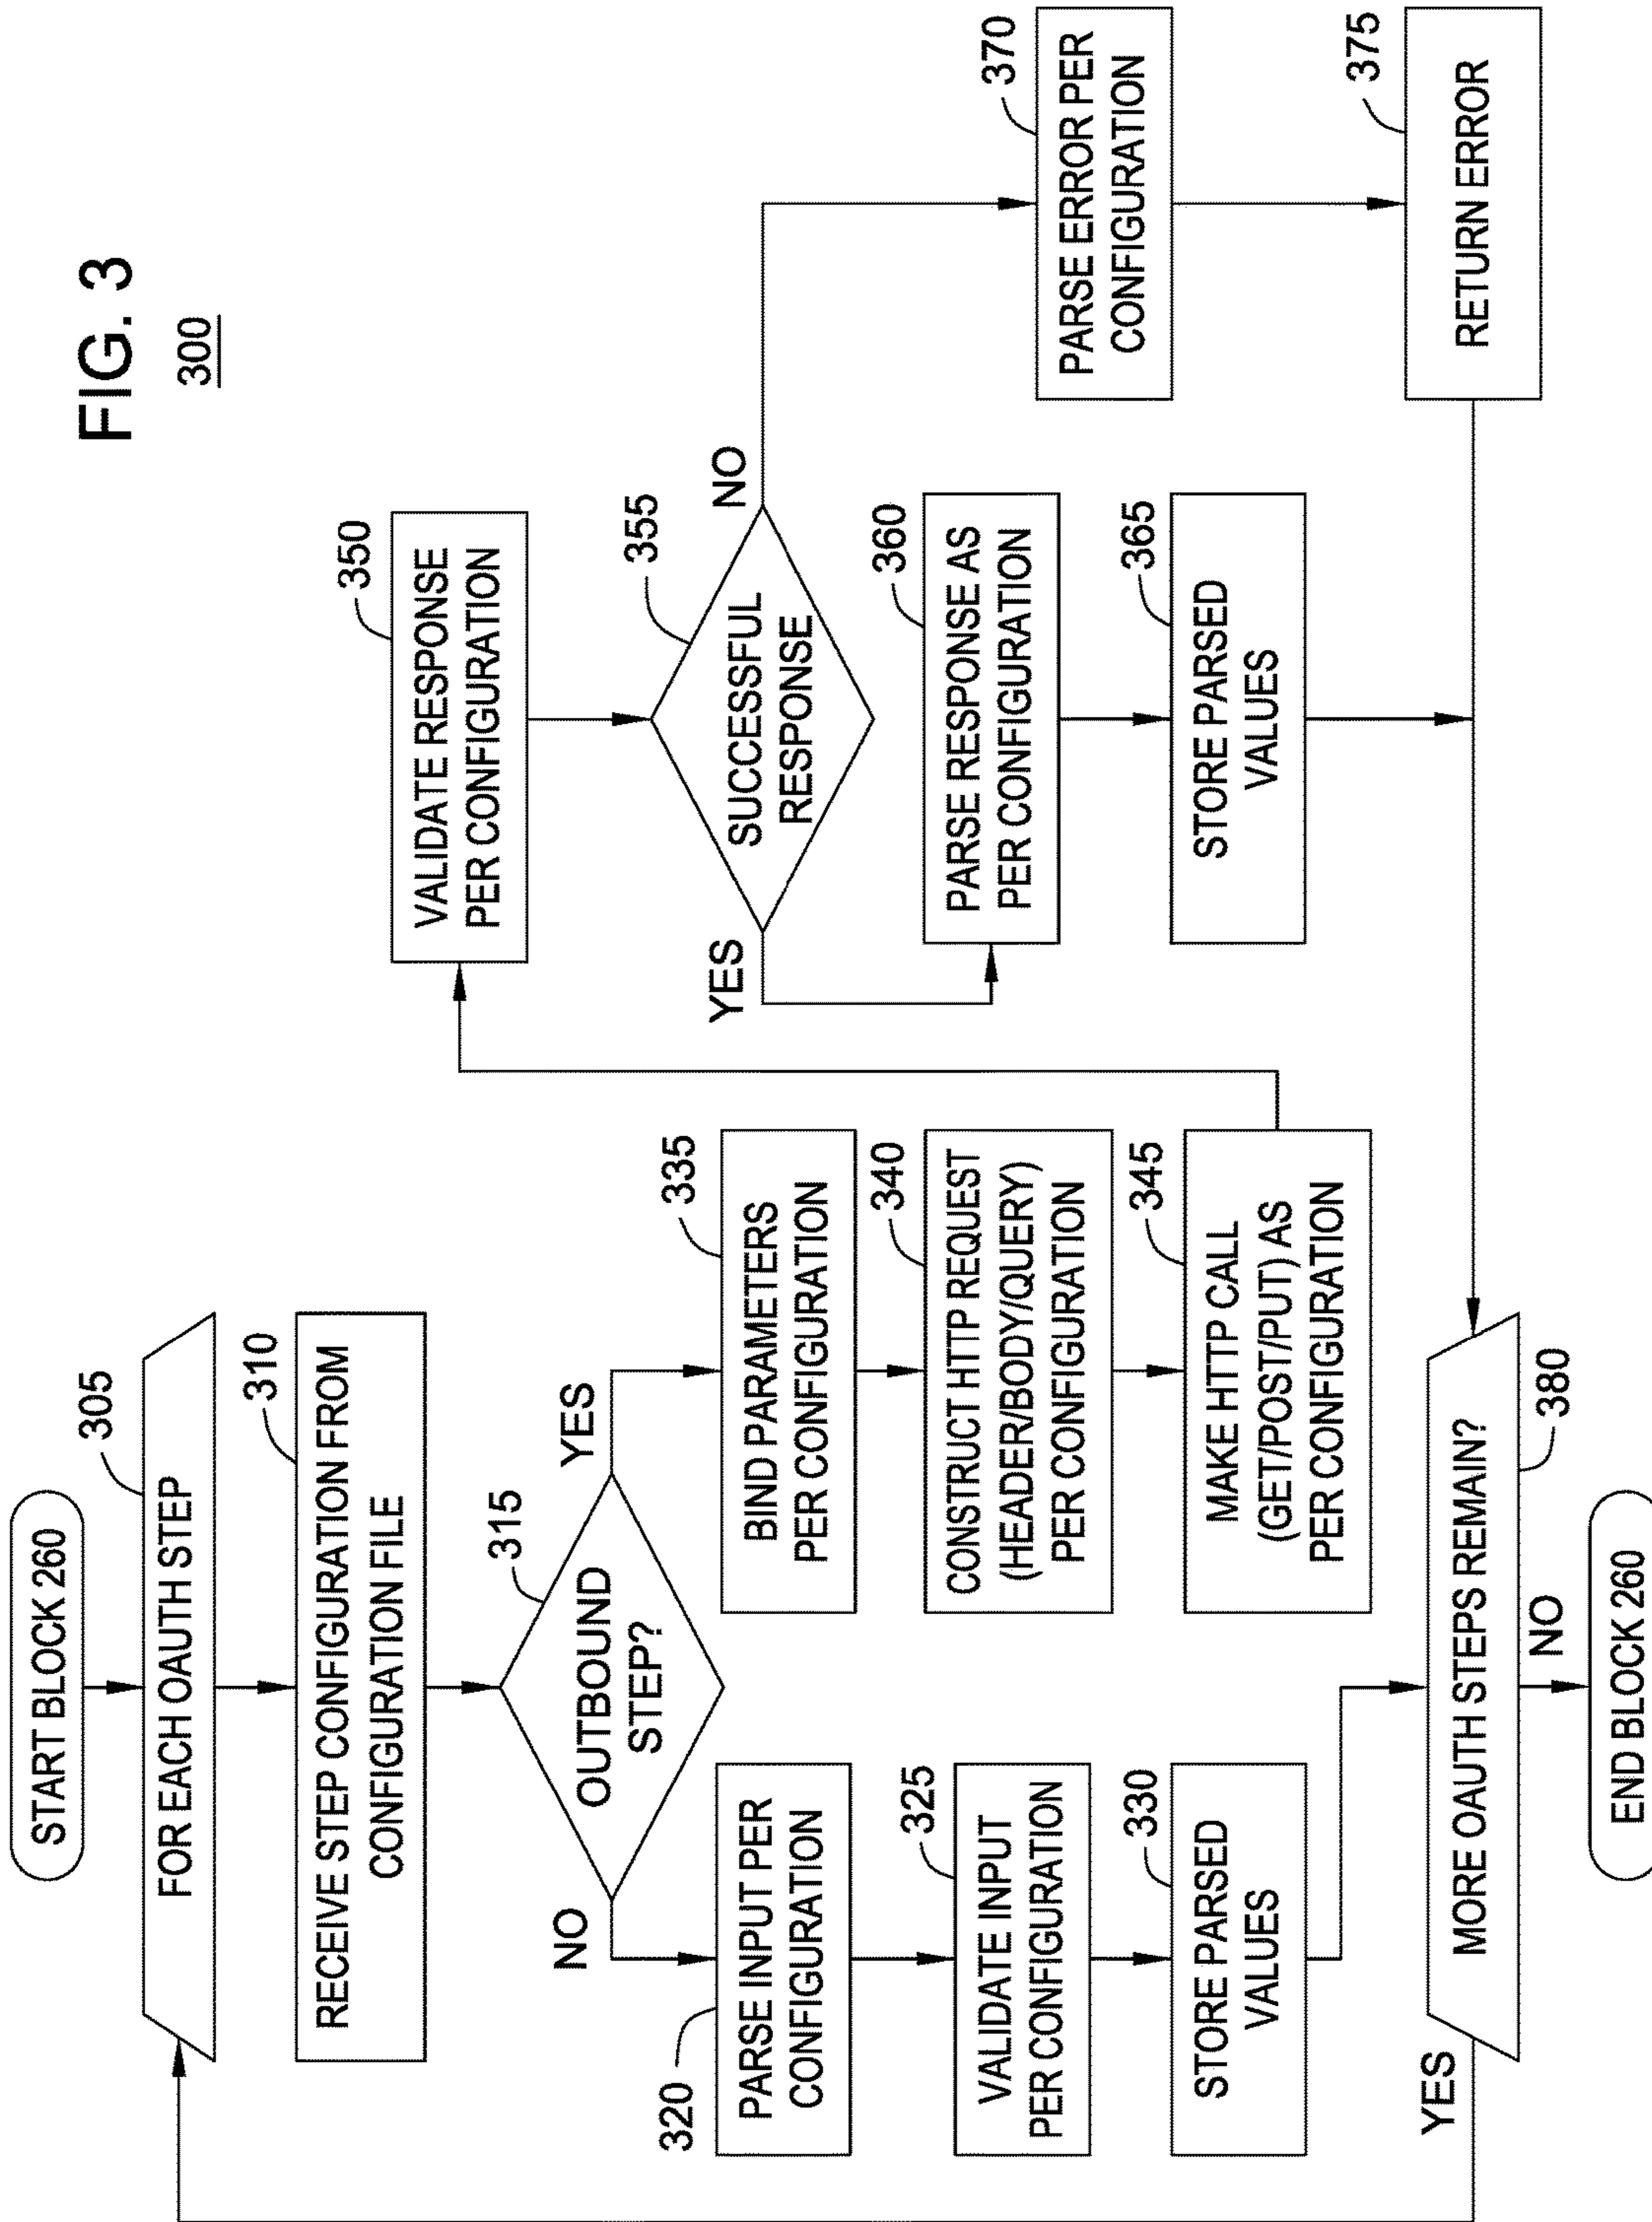 FIG. 3
300
START BLOCK 260
305
FOR EACH OAUTH STEP
310
RECEIVE STEP CONFIGURATION FROM
CONFIGURATION FILE
315
OUTBOUND
STEP?
NO
YES
320
PARSE INPUT PER
CONFIGURATION
325
VALIDATE INPUT
PER CONFIGURATION
330
STORE PARSED
VALUES
335
BIND PARAMETERS
PER CONFIGURATION
340
CONSTRUCT HTTP REQUEST
(HEADER/BODY/QUERY)
PER CONFIGURATION
345
MAKE HTTP CALL
(GET/POST/PUT) AS
PER CONFIGURATION
350
VALIDATE RESPONSE
PER CONFIGURATION
355
SUCCESSFUL
RESPONSE
YES
NO
360
PARSE RESPONSE AS
PER CONFIGURATION
365
STORE PARSED
VALUES
370
PARSE ERROR PER
CONFIGURATION
375
RETURN ERROR
MORE OAUTH STEPS REMAIN?
380
YES
NO
END BLOCK 260